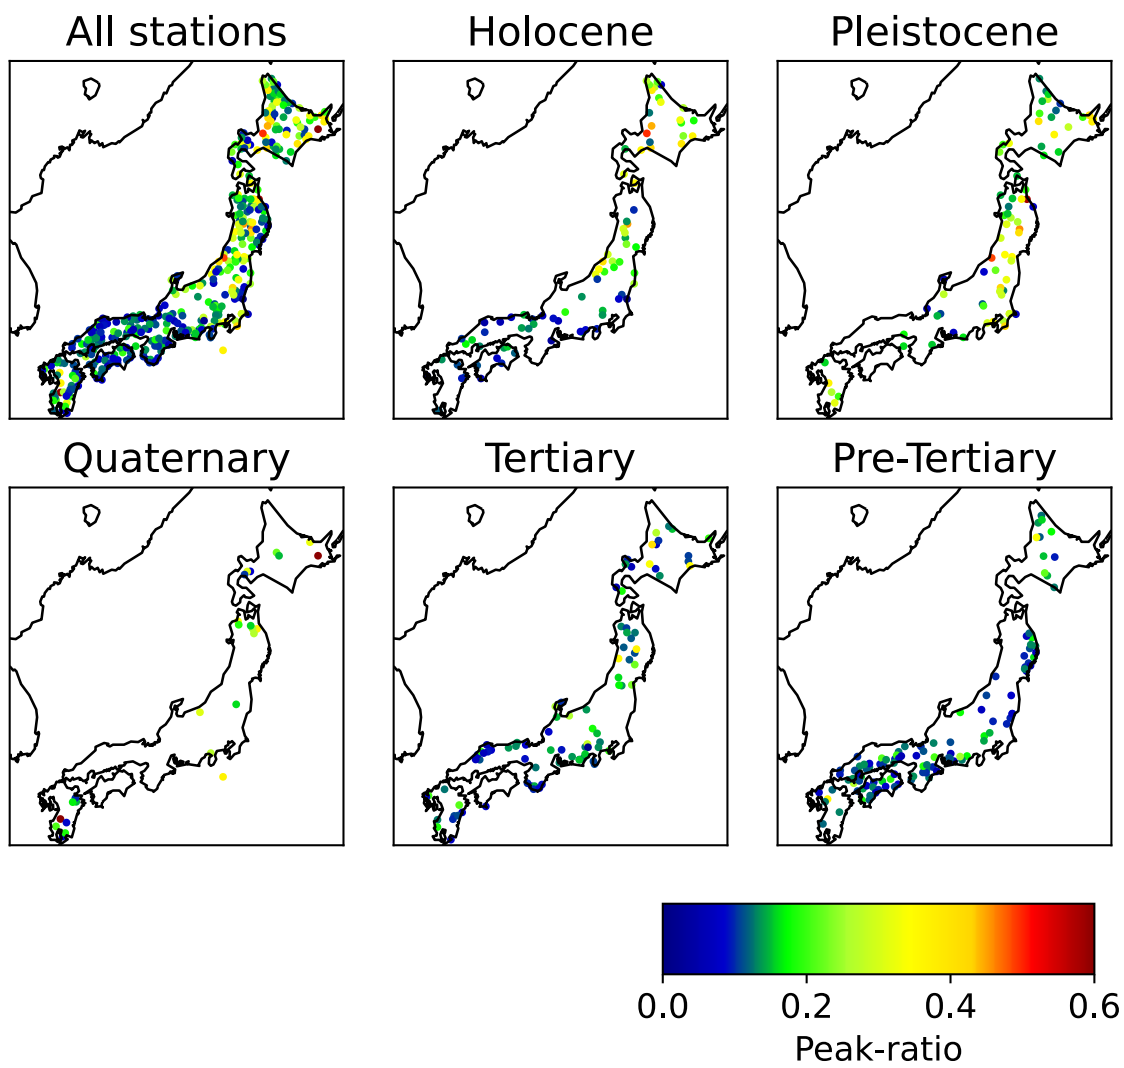 All stations
Holocene
Pleistocene
Quaternary
Tertiary
Pre-Tertiary
0.0 0.2 0.4 0.6
Peak-ratio